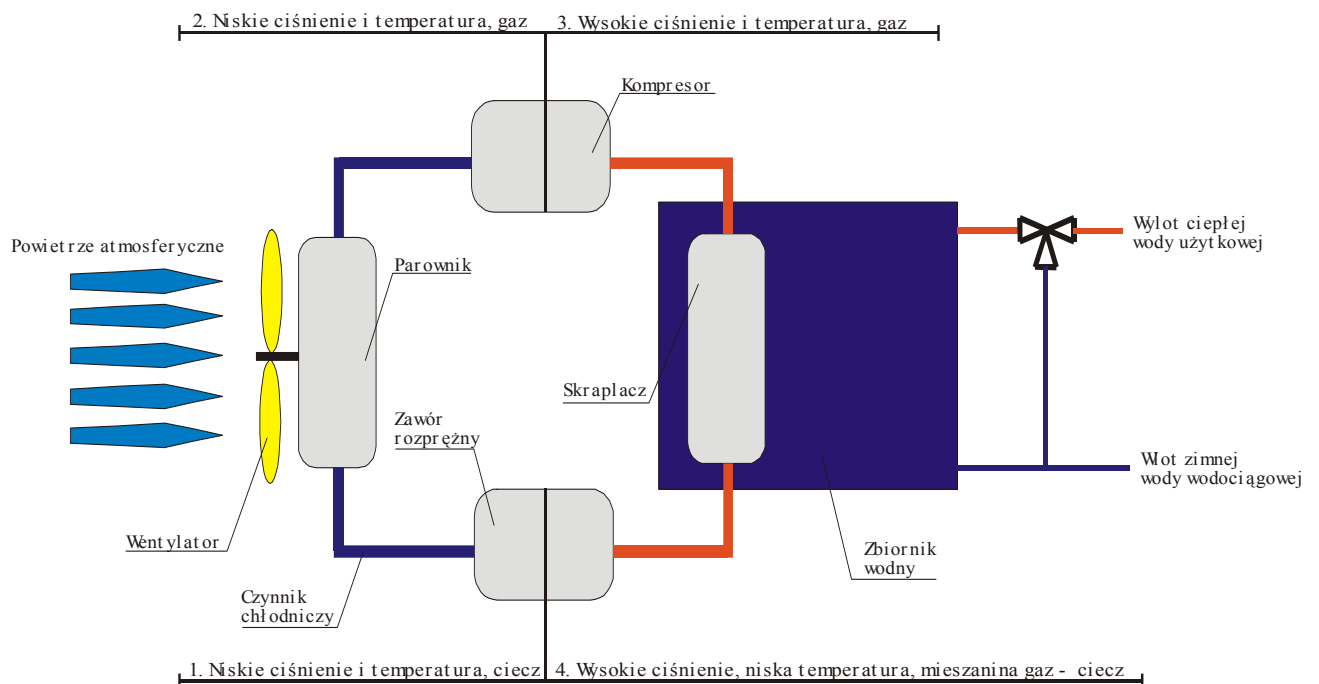 2. Niskie ciśnienie i temperatura, gaz
3. Wysokie ciśnienie i temperatura, gaz
Kompresor
Powietrze atmosferyczne
Parownik
Wylot ciepłej
wody użytkowej
Skraplacz
Zawór
rozprężny
Wlot zimnej
wody wodociągowej
Wentylator
Zbiornik
wodny
Czynnik
chłodniczy
1. Niskie ciśnienie i temperatura, ciecz
4. Wysokie ciśnienie, niska temperatura, mieszanina gaz - ciecz